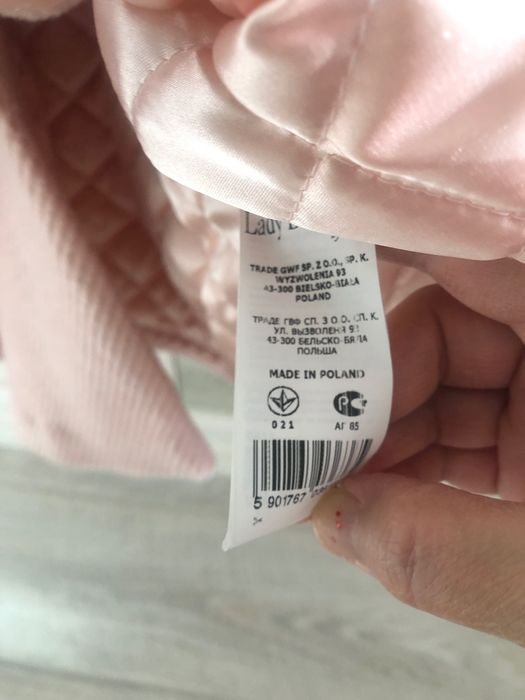 Lady
TRADE GWF SP. Z O.O., SP. K.
WYZWOLENIA 93
43-300 BIELSKO-BIAŁA
POLAND
ТРАДЕ ГВФ СП. З О.О. СП. К.
УЛ. ВЫЗВОЛЕНЯ 93
43-300 БЕЛЬСКО-БЯЛА
ПОЛЬША
MADE IN POLAND
021
АГ 85
5 901767